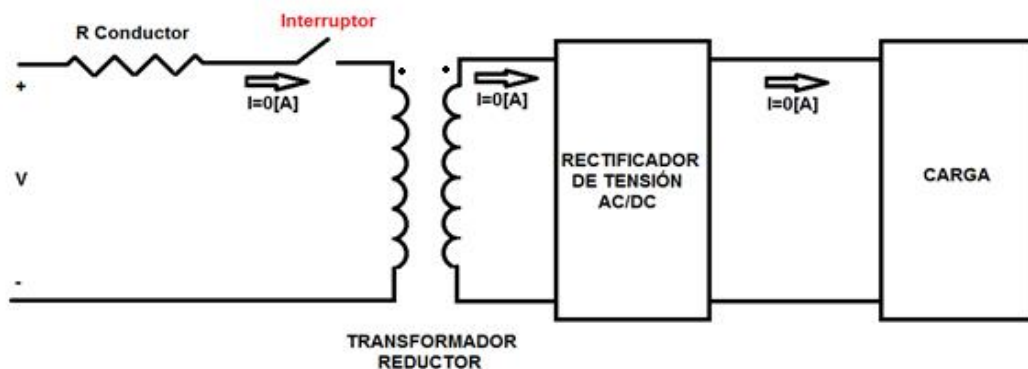 Interruptor
R Conductor
+
I=0[A]
I=0[A]
I=0[A]
V
-
RECTIFICADOR
DE TENSIÓN
AC/DC
CARGA
TRANSFORMADOR
REDUCTOR